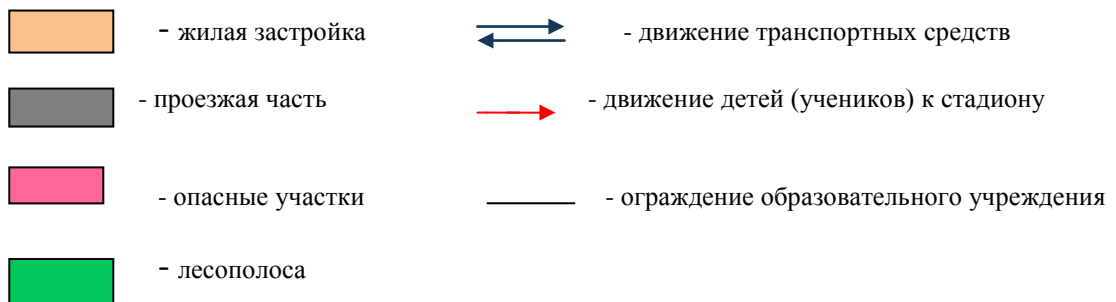 - жилая застройка
- движение транспортных средств
- проезжая часть
- движение детей (учеников) к стадиону
- опасные участки
- ограждение образовательного учреждения
- лесополоса